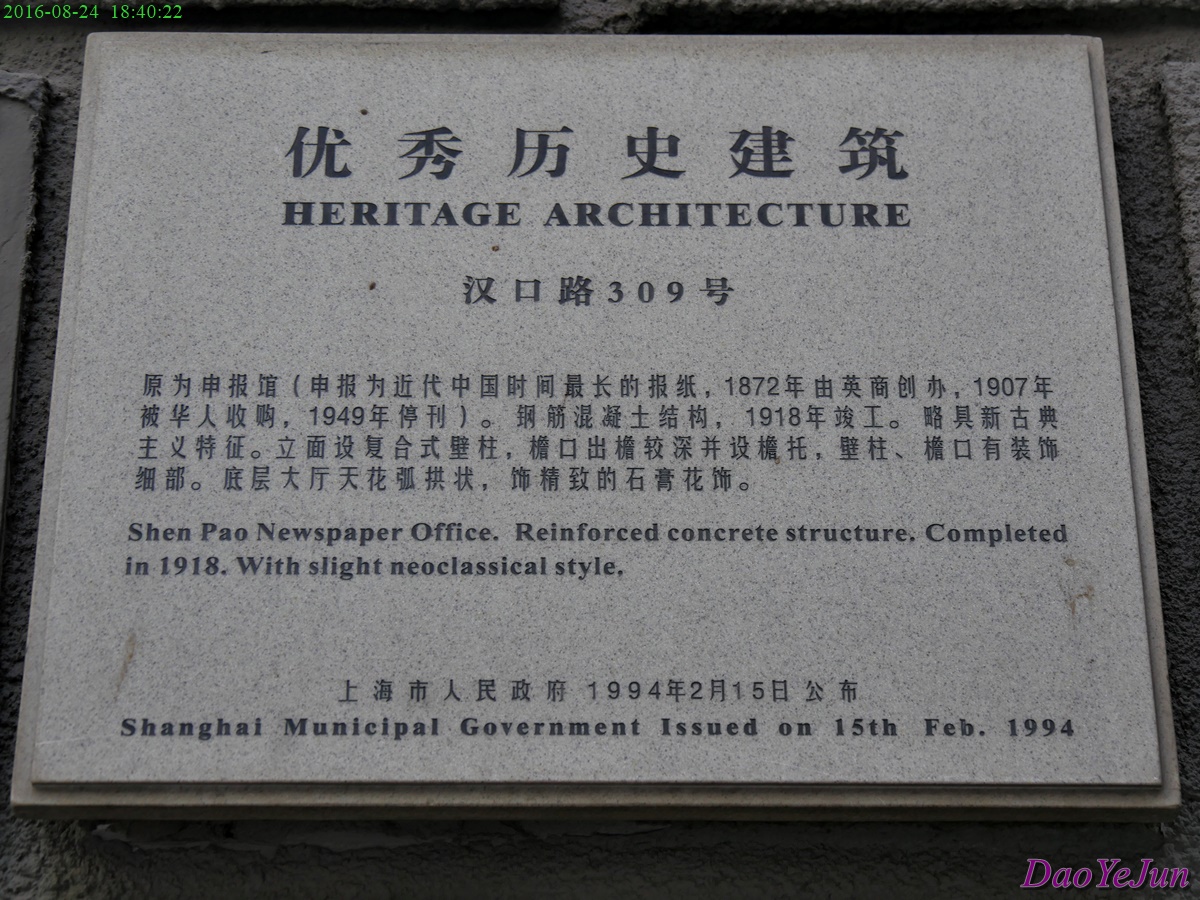 2016-08-24 18:40:22
优秀历史建筑
HERITAGE ARCHITECTURE
汉口路309号
原为申报馆（申报为近代中国时间最长的报纸，1872年由英商创办，1907年
被华人收购，1949年停刊）。钢筋混凝土结构，1918年竣工。略具新古典
主义特征。立面设复合式壁柱，檐口出檐较深并设檐托，壁柱、檐口有装饰
细部。底层大厅天花弧拱状，饰精致的石膏花饰。
Shen Pao Newspaper Office. Reinforced concrete structure. Completed
in 1918. With slight neoclassical style.
上海市人民政府 1994年2月15日公布
Shanghai Municipal Government Issued on 15th Feb. 1994
DaoYeJun